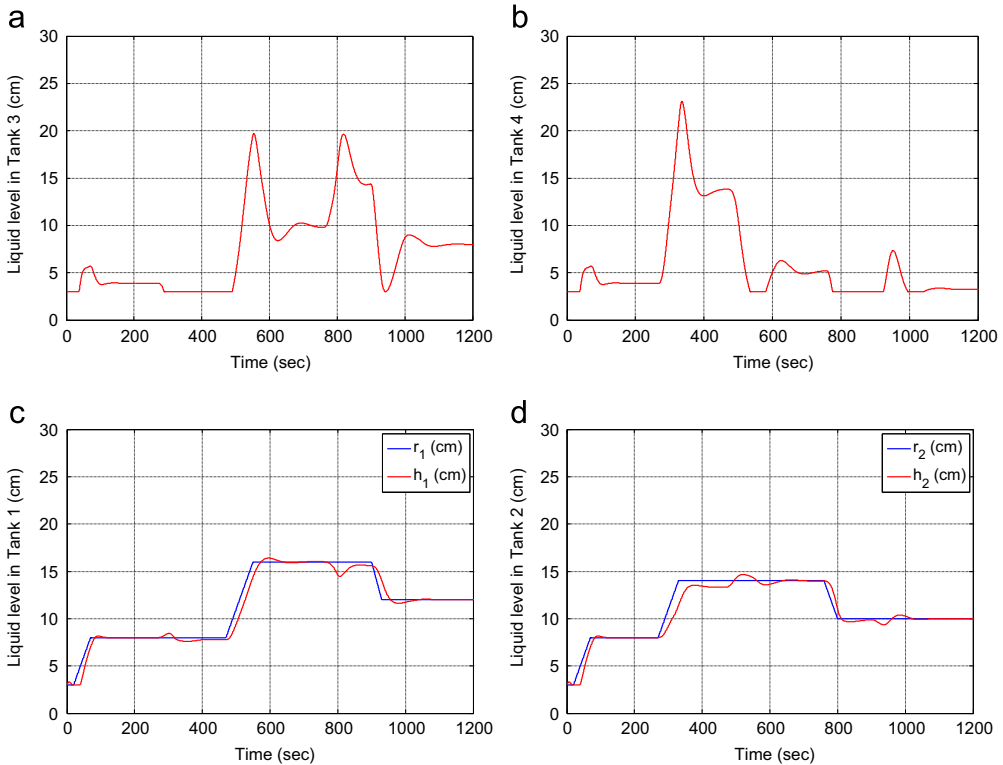 a
30
25
20
15
10
5
0
0 200 400 600 800 1000 1200
Time (sec)
Liquid level in Tank 3 (cm)
b
30
25
20
15
10
5
0
0 200 400 600 800 1000 1200
Time (sec)
Liquid level in Tank 4 (cm)
c
30
25
20
15
10
5
0
0 200 400 600 800 1000 1200
Time (sec)
Liquid level in Tank 1 (cm)
r_1 (cm)
h_1 (cm)
d
30
25
20
15
10
5
0
0 200 400 600 800 1000 1200
Time (sec)
Liquid level in Tank 2 (cm)
r_2 (cm)
h_2 (cm)